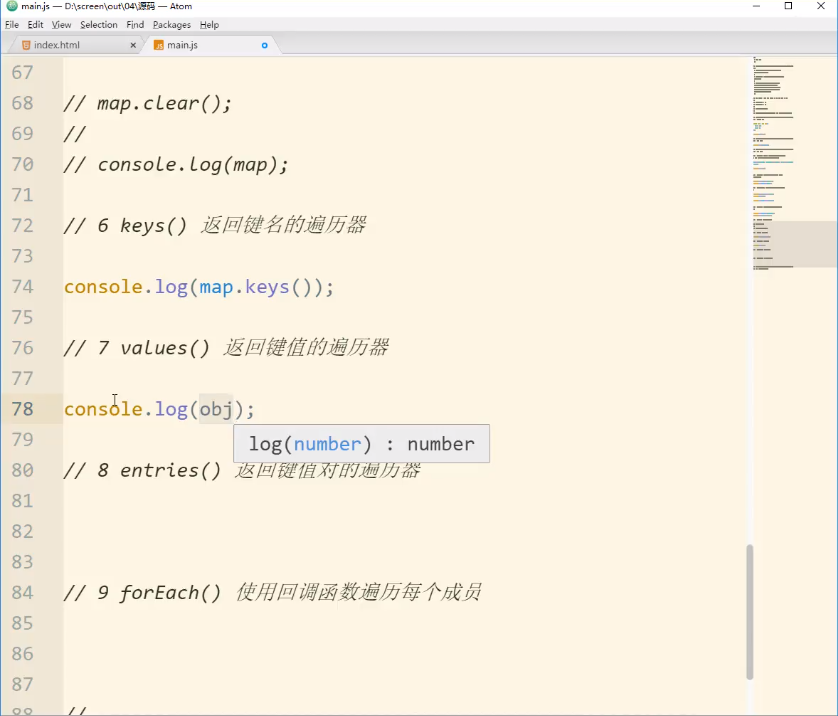 main.js — D:\screen\out\04\源码 — Atom
File Edit View Selection Find Packages Help
index.html
main.js
67
68 // map.clear();
69 //
70 // console.log(map);
71
72 // 6 keys() 返回键名的遍历器
73
74 console.log(map.keys());
75
76 // 7 values() 返回键值的遍历器
77
78 console.log(obj);
log(number) : number
79
80 // 8 entries() 返回键值对的遍历器
81
82
83
84 // 9 forEach() 使用回调函数遍历每个成员
85
86
87
88 //